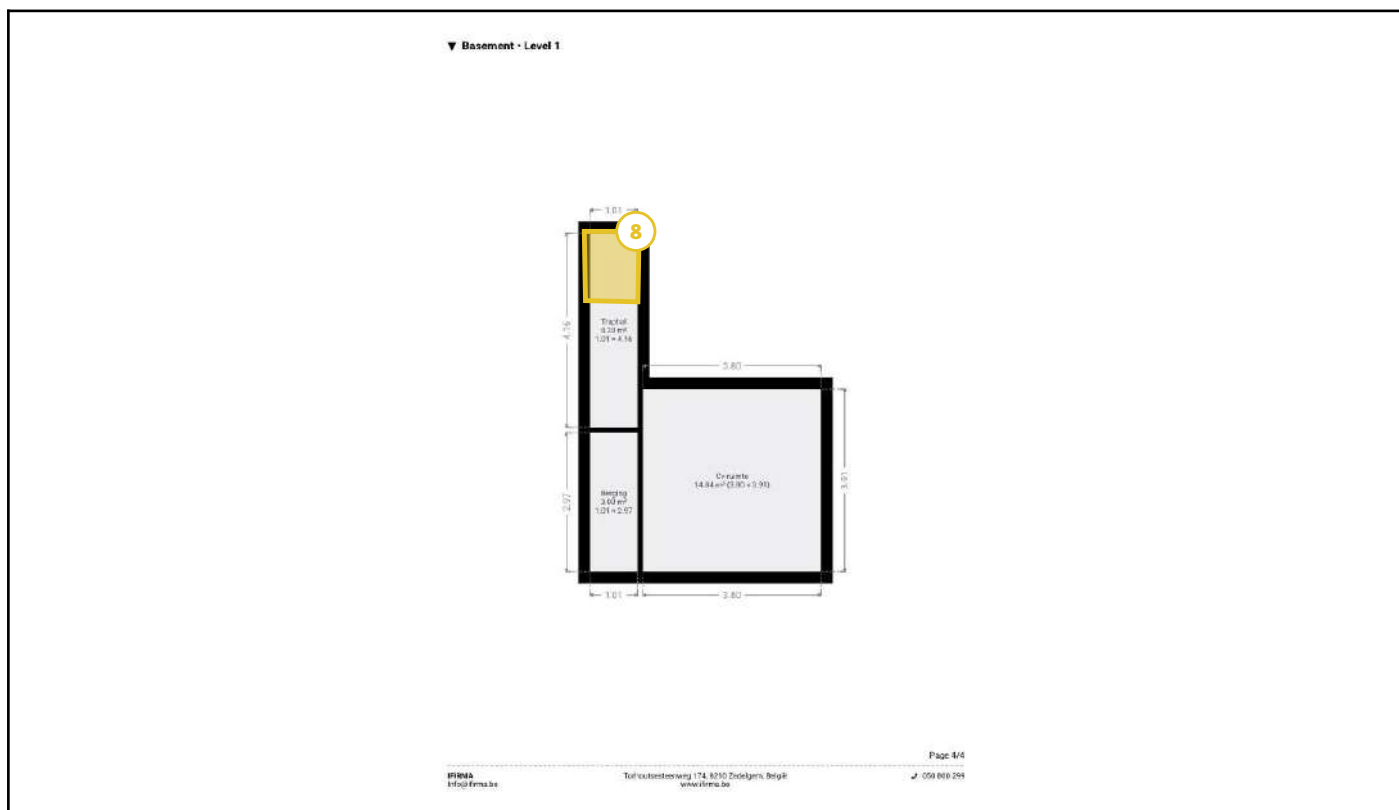 ▼ Basement • Level 1
1.01
8
4.16
Traphal
1.01 × 4.16
3.80
2.97
Berging
3.00 m²
1.01 × 2.97
14.84 m² (3.80 × 3.91)
3.91
1.01
3.80
Page 4/4
IFIRMA
Torhoutsesteenweg 174, 8210 Zedelgem, België
050 800 299
info@ifirma.be
www.ifirma.be